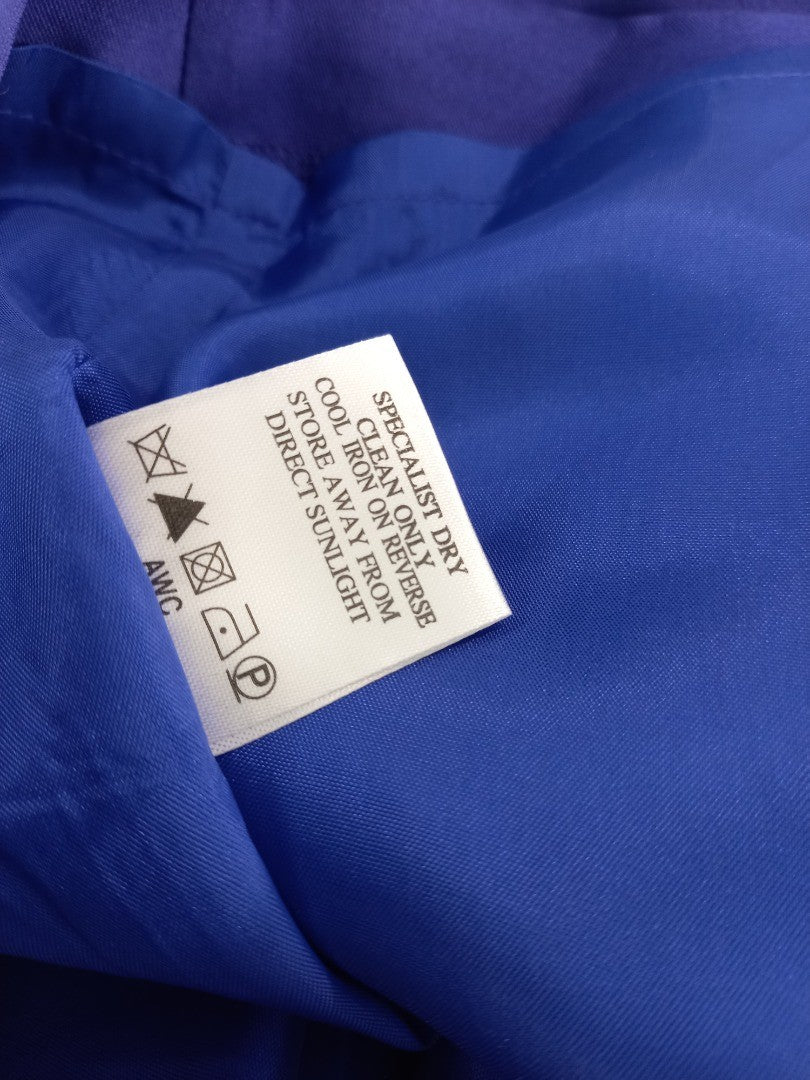 SPECIALIST DRY
CLEAN ONLY
COOL IRON ON REVERSE
STORE AWAY FROM
DIRECT SUNLIGHT
P
AWC